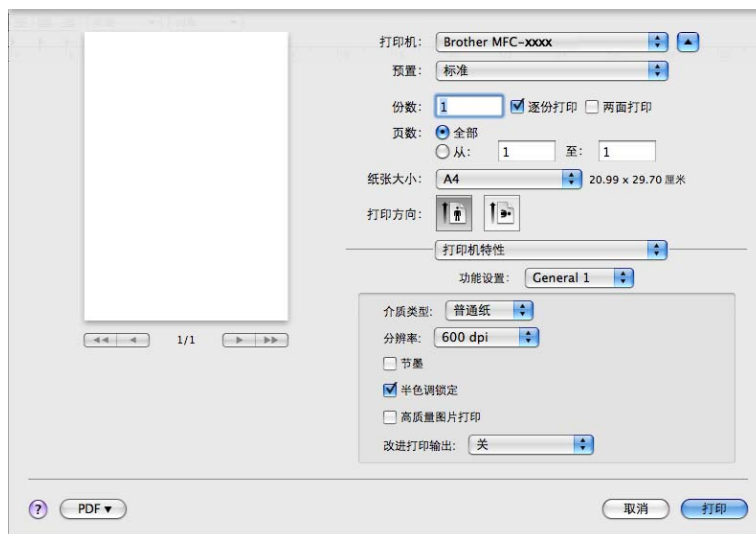 打印机: Brother MFC-xxxx
预置: 标准
份数: 1 逐份打印 两面打印
页数: 全部
从: 1 至: 1
纸张大小: A4 20.99 x 29.70 厘米
打印方向:
打印机特性
功能设置: General 1
介质类型: 普通纸
分辨率: 600 dpi
节墨
半色调锁定
高质量图片打印
改进打印输出: 关
1/1
? PDF 取消 打印